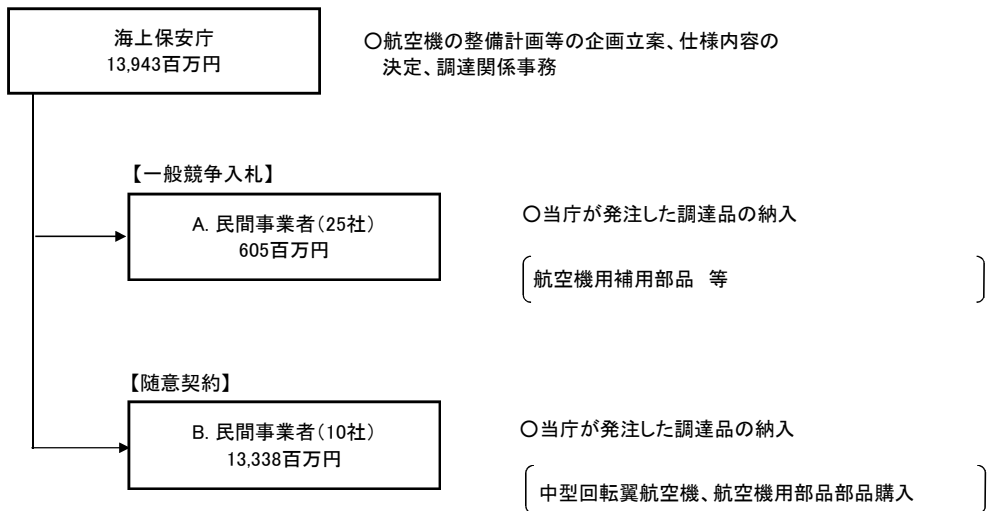 海上保安庁
13,943百万円
○航空機の整備計画等の企画立案、仕様内容の
決定、調達関係事務
【一般競争入札】
A. 民間事業者(25社)
605百万円
○当庁が発注した調達品の納入
航空機用補用部品 等
【随意契約】
B. 民間事業者(10社)
13,338百万円
○当庁が発注した調達品の納入
中型回転翼航空機、航空機用部品部品購入